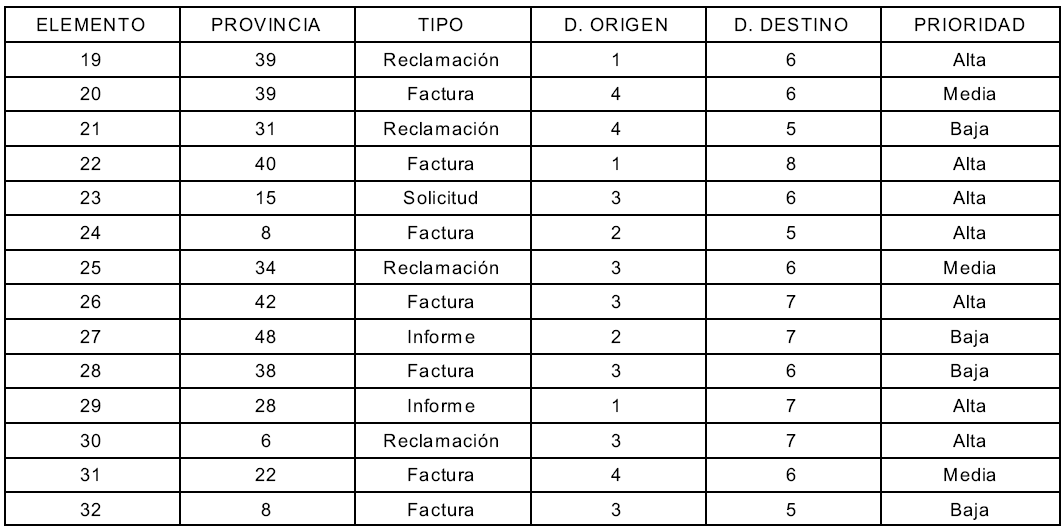 ELEMENTO PROVINCIA TIPO D. ORIGEN D. DESTINO PRIORIDAD
19 39 Reclamación 1 6 Alta
20 39 Factura 4 6 Media
21 31 Reclamación 4 5 Baja
22 40 Factura 1 8 Alta
23 15 Solicitud 3 6 Alta
24 8 Factura 2 5 Alta
25 34 Reclamación 3 6 Media
26 42 Factura 3 7 Alta
27 48 Informe 2 7 Baja
28 38 Factura 3 6 Baja
29 28 Informe 1 7 Alta
30 6 Reclamación 3 7 Alta
31 22 Factura 4 6 Media
32 8 Factura 3 5 Baja